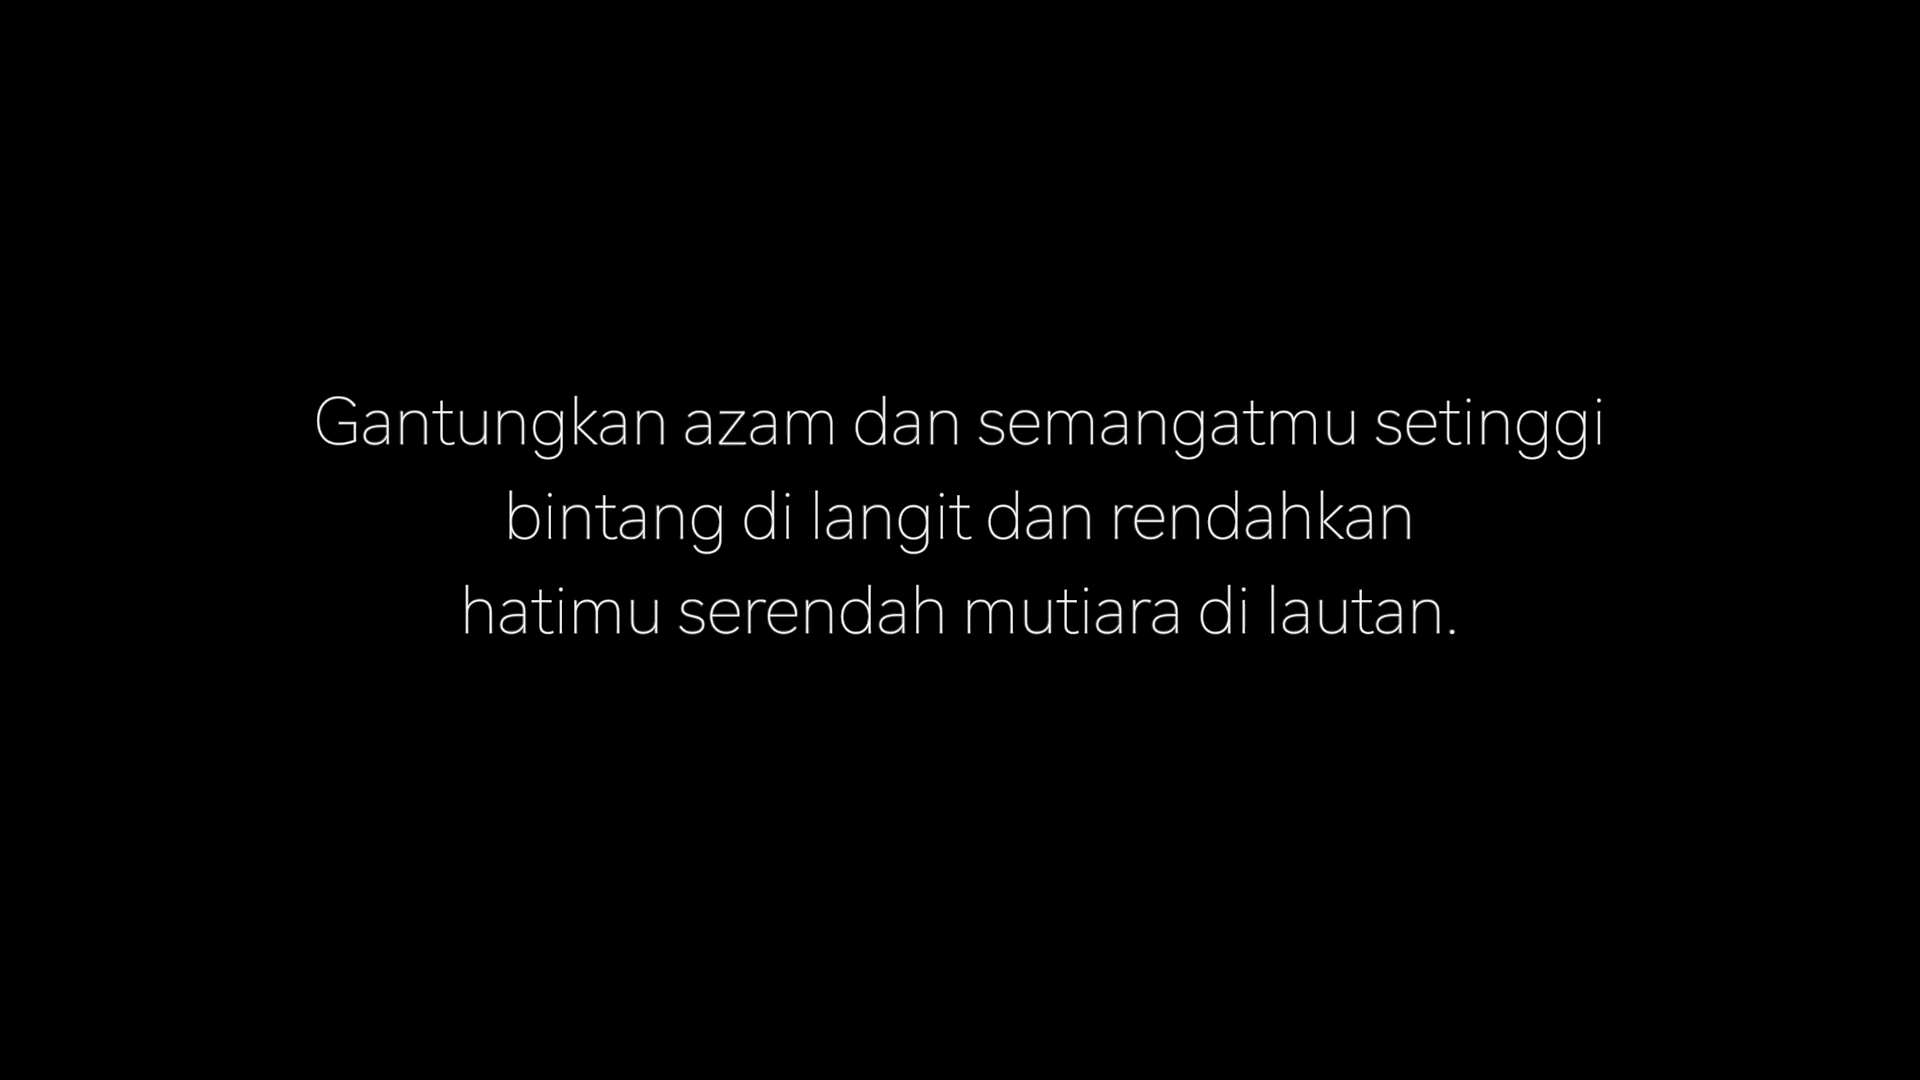 Gantungkan azam dan semangatmu setinggi
bintang di langit dan rendahkan
hatimu serendah mutiara di lautan.